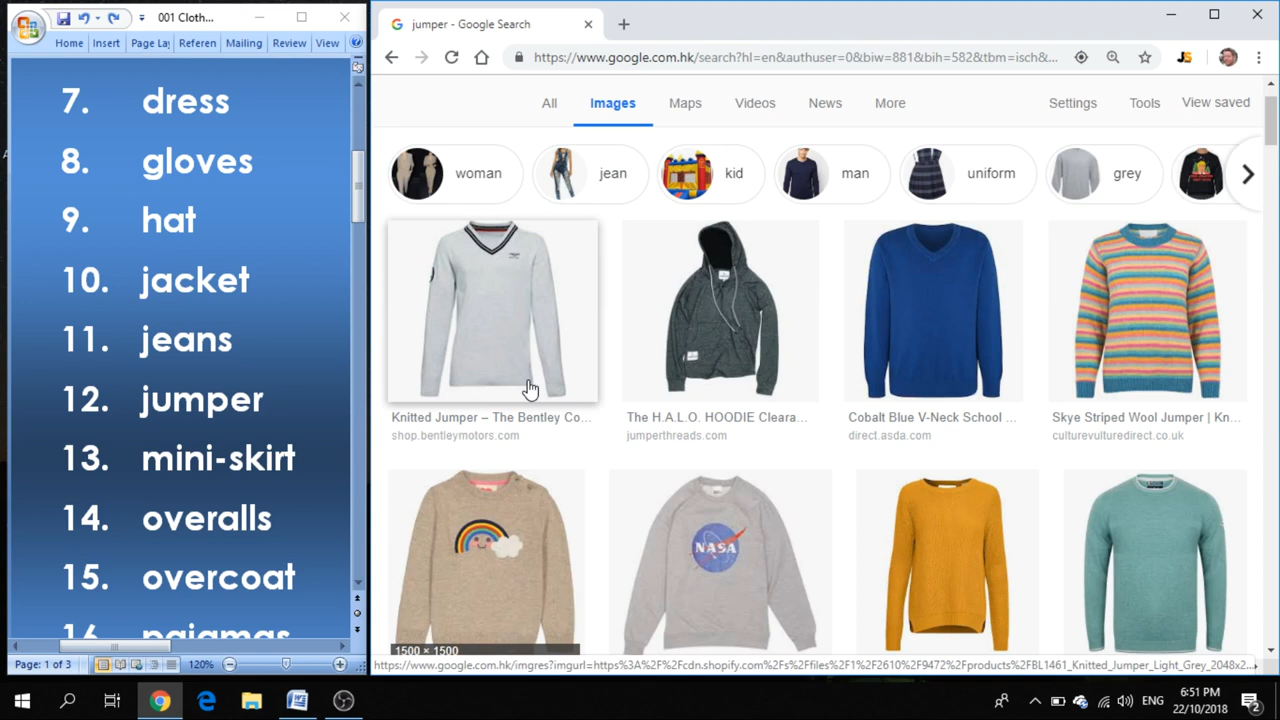 001 Cloth...
Home Insert Page La Referen Mailing Review View
7. dress
8. gloves
9. hat
10. jacket
11. jeans
12. jumper
13. mini-skirt
14. overalls
15. overcoat
16. pajamas
Page: 1 of 3
120%
jumper - Google Search
https://www.google.com.hk/search?hl=en&authuser=0&biw=881&bih=582&tbm=isch&...
JS
All Images Maps Videos News More Settings Tools View saved
woman jean kid man uniform grey
Knitted Jumper – The Bentley Co... The H.A.L.O. HOODIE Cleara... Cobalt Blue V-Neck School ... Skye Striped Wool Jumper | Kn...
shop.bentleymotors.com jumperthreads.com direct.asda.com culturevulturedirect.co.uk
NASA
1500 × 1500
https://www.google.com.hk/imgres?imgurl=https%3A%2F%2Fcdn.shopify.com%2Fs%2Ffiles%2F1%2F2610%2F9472%2Fproducts%2FBL1461_Knitted_Jumper_Light_Grey_2048x2...
ENG
6:51 PM
22/10/2018
2